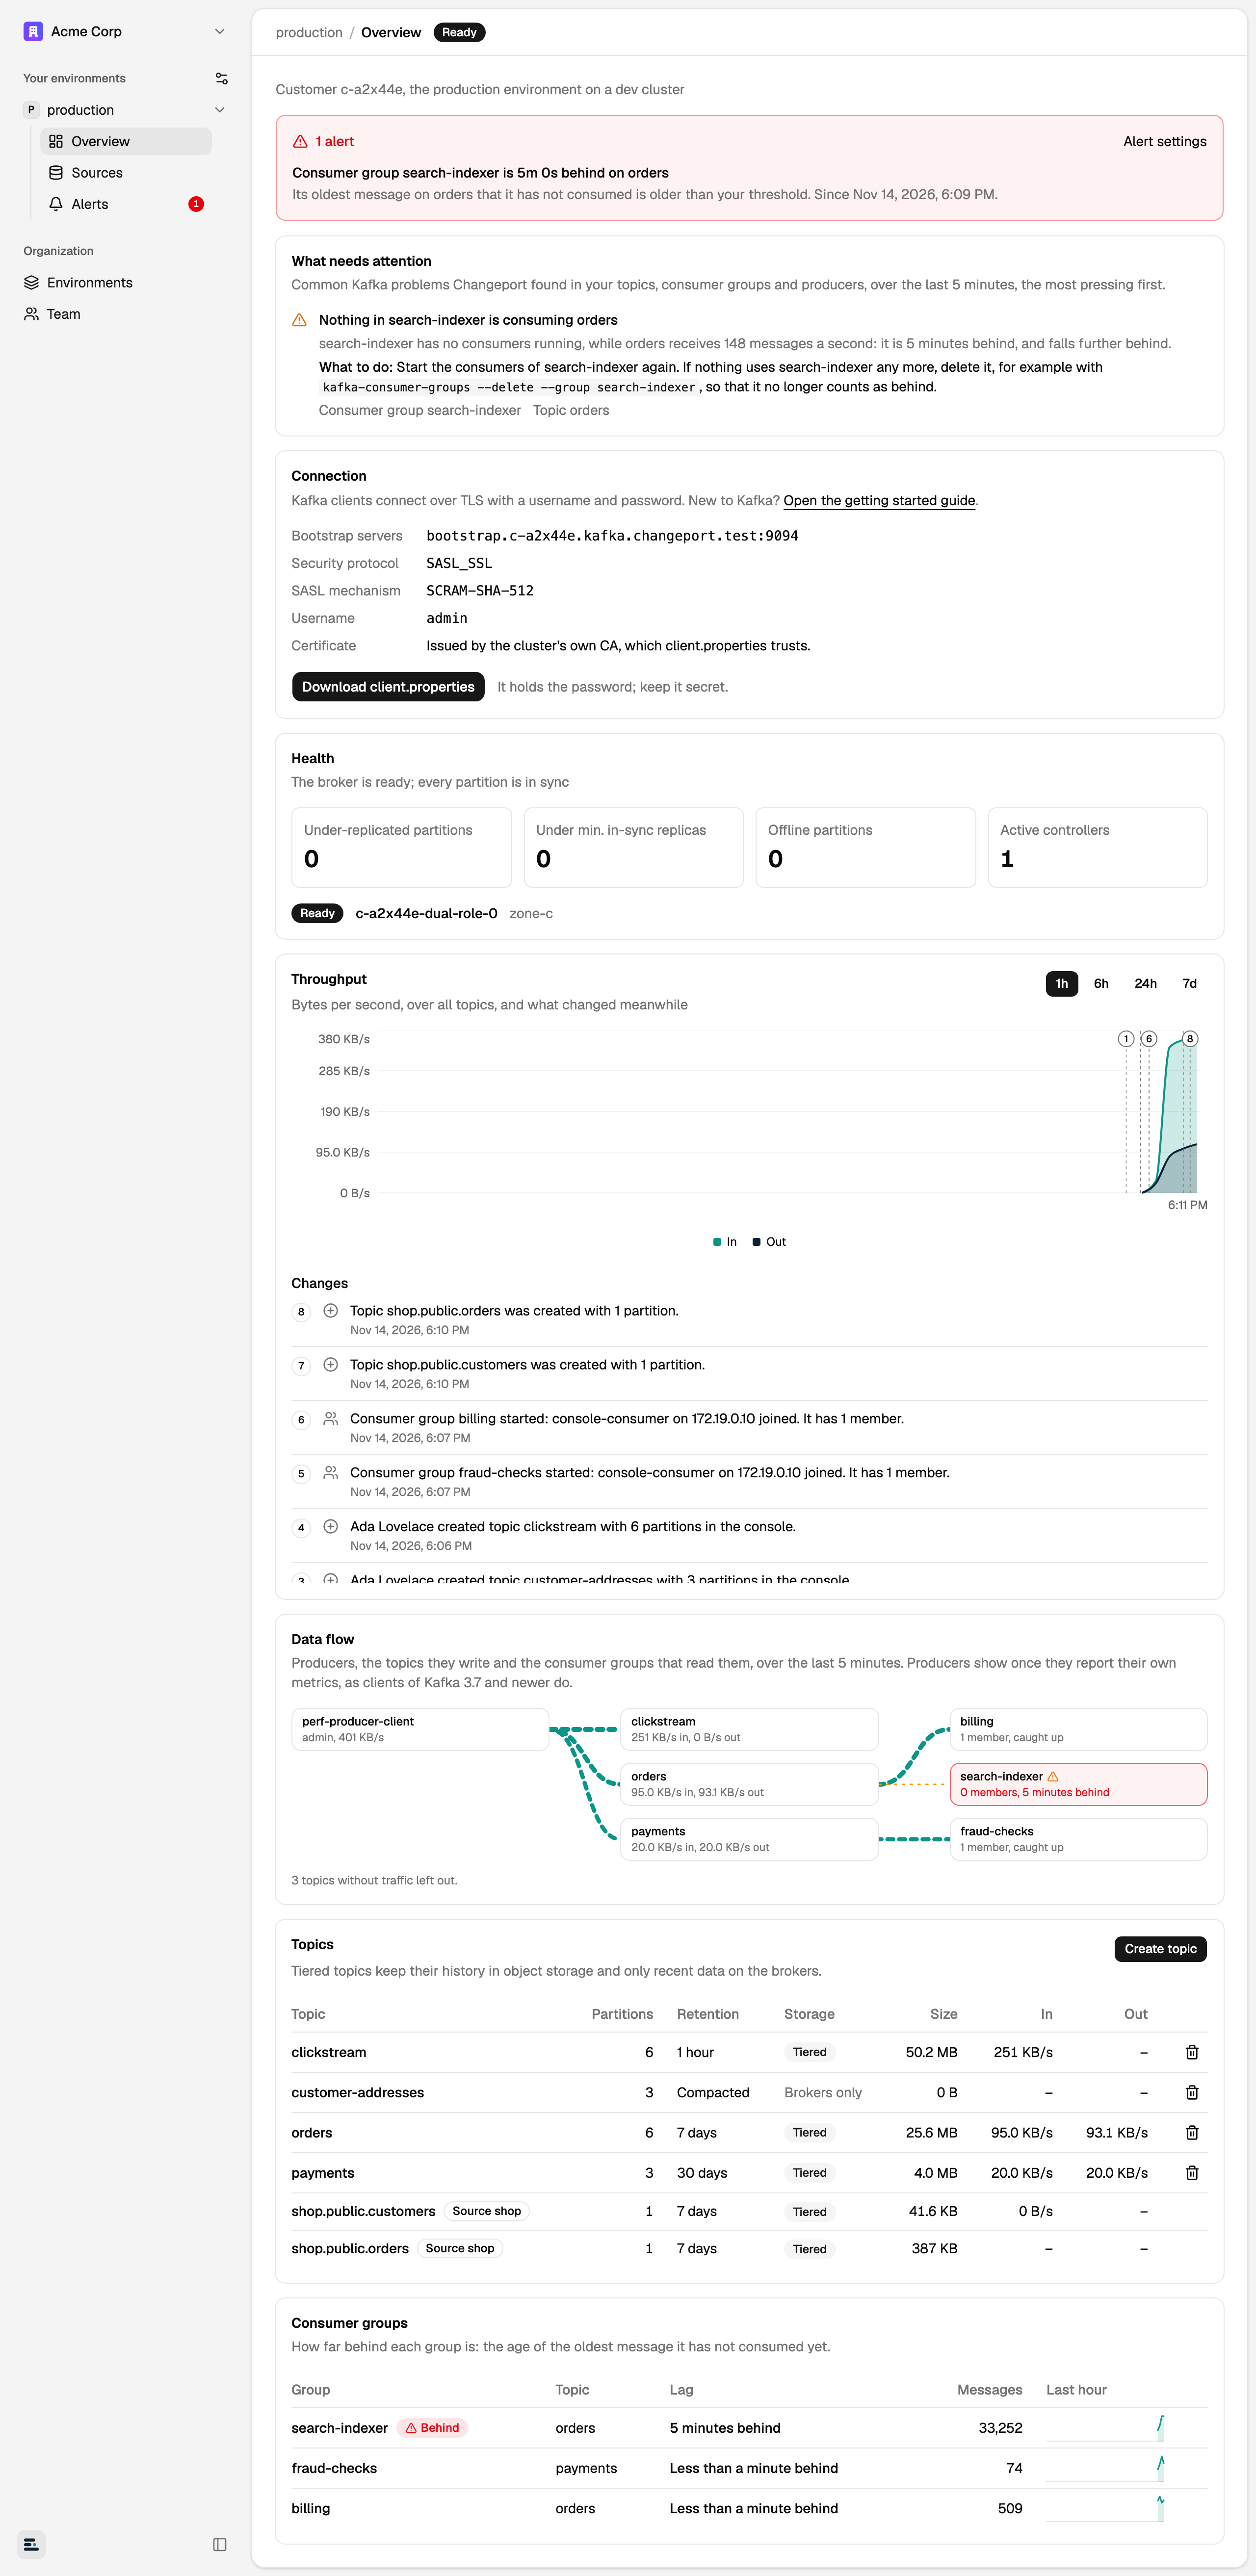 Acme Corp
Your environments
P production
Overview
Sources
Alerts 1
Organization
Environments
Team
production / Overview Ready
Customer c-a2x44e, the production environment on a dev cluster
1 alert Alert settings
Consumer group search-indexer is 5m 0s behind on orders
Its oldest message on orders that it has not consumed is older than your threshold. Since Nov 14, 2026, 6:09 PM.
What needs attention
Common Kafka problems Changeport found in your topics, consumer groups and producers, over the last 5 minutes, the most pressing first.
Nothing in search-indexer is consuming orders
search-indexer has no consumers running, while orders receives 148 messages a second: it is 5 minutes behind, and falls further behind.
What to do: Start the consumers of search-indexer again. If nothing uses search-indexer any more, delete it, for example with
kafka-consumer-groups --delete --group search-indexer, so that it no longer counts as behind.
Consumer group search-indexer Topic orders
Connection
Kafka clients connect over TLS with a username and password. New to Kafka? Open the getting started guide.
Bootstrap servers bootstrap.c-a2x44e.kafka.changeport.test:9094
Security protocol SASL_SSL
SASL mechanism SCRAM-SHA-512
Username admin
Certificate Issued by the cluster's own CA, which client.properties trusts.
Download client.properties It holds the password; keep it secret.
Health
The broker is ready; every partition is in sync
Under-replicated partitions Under min. in-sync replicas Offline partitions Active controllers
0 0 0 1
Ready c-a2x44e-dual-role-0 zone-c
Throughput 1h 6h 24h 7d
Bytes per second, over all topics, and what changed meanwhile
380 KB/s 1 6 8
285 KB/s
190 KB/s
95.0 KB/s
0 B/s
6:11 PM
In Out
Changes
8 Topic shop.public.orders was created with 1 partition.
Nov 14, 2026, 6:10 PM
7 Topic shop.public.customers was created with 1 partition.
Nov 14, 2026, 6:10 PM
6 Consumer group billing started: console-consumer on 172.19.0.10 joined. It has 1 member.
Nov 14, 2026, 6:07 PM
5 Consumer group fraud-checks started: console-consumer on 172.19.0.10 joined. It has 1 member.
Nov 14, 2026, 6:07 PM
4 Ada Lovelace created topic clickstream with 6 partitions in the console.
Nov 14, 2026, 6:06 PM
3 Ada Lovelace created topic customer-addresses with 3 partitions in the console
Data flow
Producers, the topics they write and the consumer groups that read them, over the last 5 minutes. Producers show once they report their own
metrics, as clients of Kafka 3.7 and newer do.
perf-producer-client clickstream billing
admin, 401 KB/s 251 KB/s in, 0 B/s out 1 member, caught up
orders search-indexer
95.0 KB/s in, 93.1 KB/s out 0 members, 5 minutes behind
payments fraud-checks
20.0 KB/s in, 20.0 KB/s out 1 member, caught up
3 topics without traffic left out.
Topics Create topic
Tiered topics keep their history in object storage and only recent data on the brokers.
Topic Partitions Retention Storage Size In Out
clickstream 6 1 hour Tiered 50.2 MB 251 KB/s –
customer-addresses 3 Compacted Brokers only 0 B – –
orders 6 7 days Tiered 25.6 MB 95.0 KB/s 93.1 KB/s
payments 3 30 days Tiered 4.0 MB 20.0 KB/s 20.0 KB/s
shop.public.customers Source shop 1 7 days Tiered 41.6 KB 0 B/s –
shop.public.orders Source shop 1 7 days Tiered 387 KB – –
Consumer groups
How far behind each group is: the age of the oldest message it has not consumed yet.
Group Topic Lag Messages Last hour
search-indexer Behind orders 5 minutes behind 33,252
fraud-checks payments Less than a minute behind 74
billing orders Less than a minute behind 509